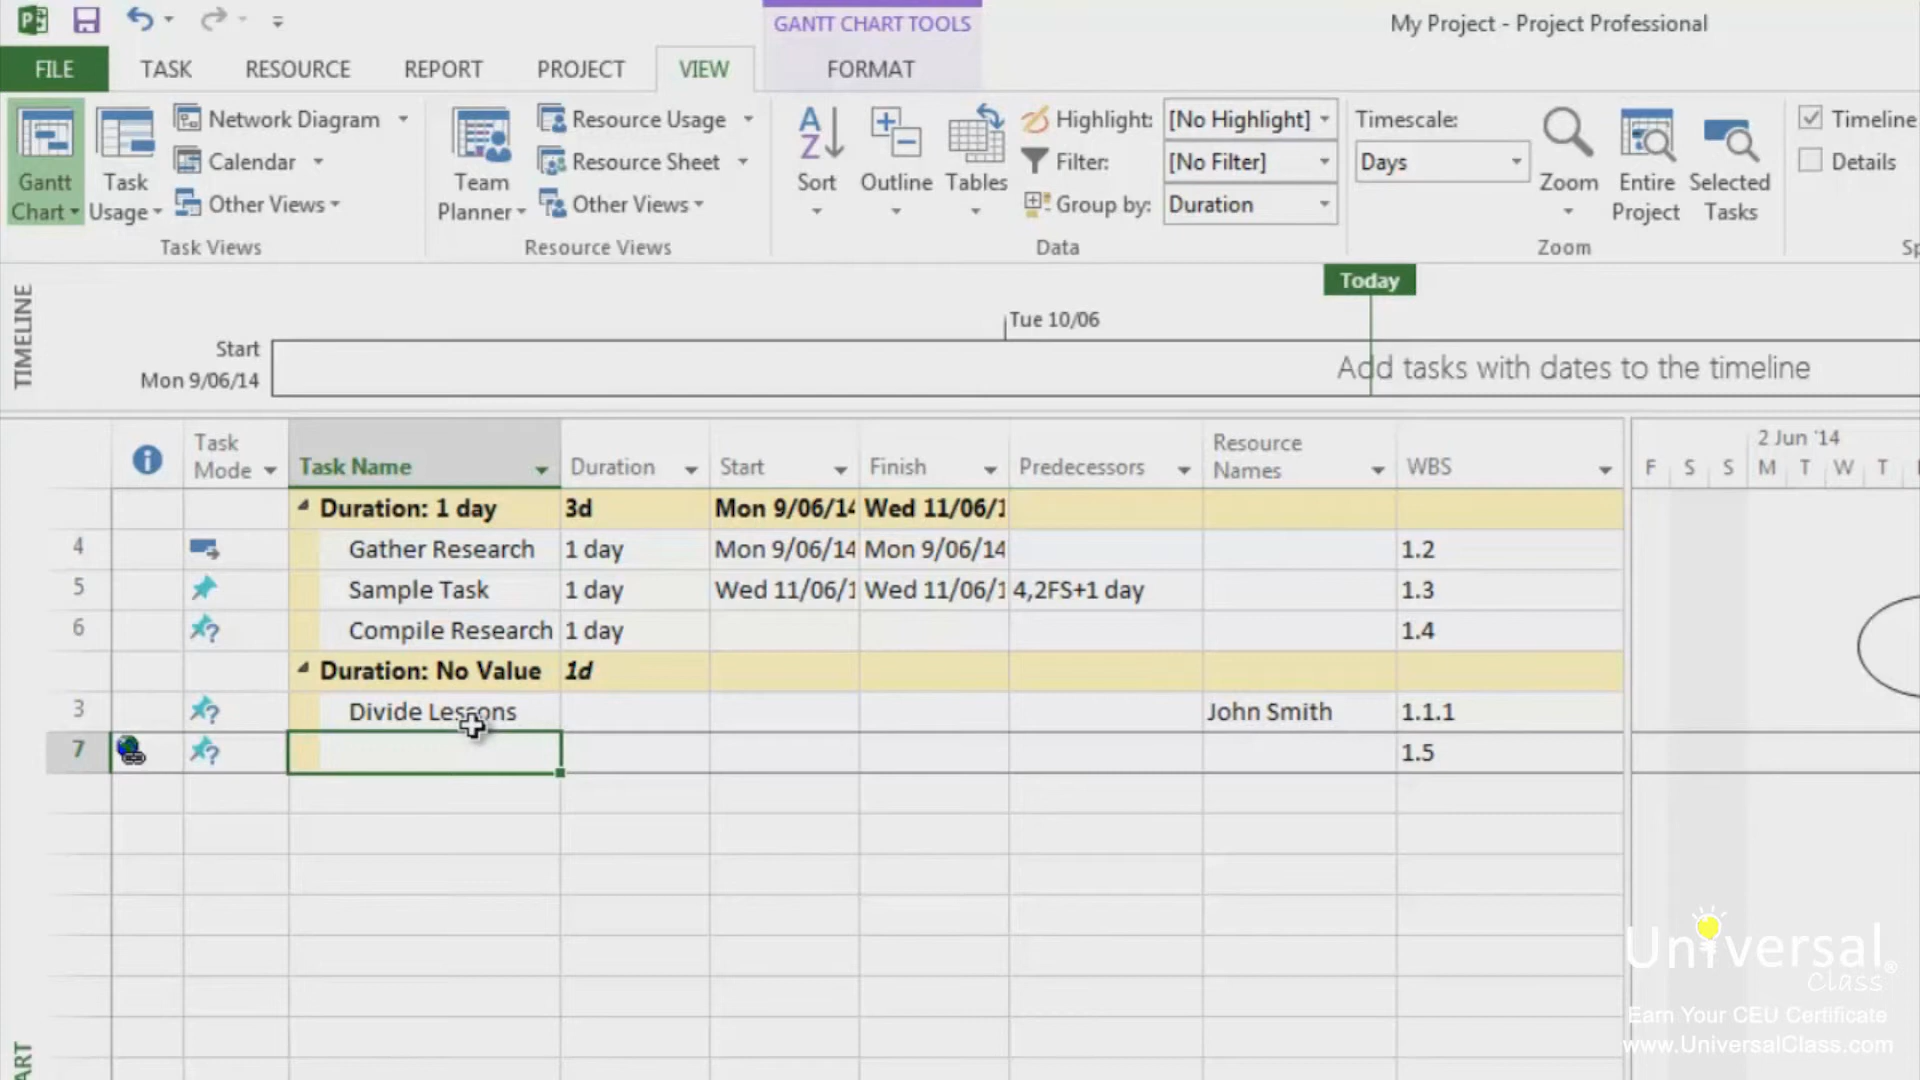 GANTT CHART TOOLS
My Project - Project Professional
FILE TASK RESOURCE REPORT PROJECT VIEW FORMAT
Gantt Chart
Task Usage
Network Diagram
Calendar
Other Views
Task Views
Team Planner
Resource Usage
Resource Sheet
Other Views
Resource Views
Sort
Outline
Tables
Highlight: [No Highlight]
Filter: [No Filter]
Group by: Duration
Data
Timescale:
Days
Zoom
Entire Project
Selected Tasks
Zoom
Timeline
Details
TIMELINE
Today
Tue 10/06
Start
Mon 9/06/14
Add tasks with dates to the timeline
Task Mode Task Name Duration Start Finish Predecessors Resource Names WBS
2 Jun '14
F S S M T W T
Duration: 1 day 3d Mon 9/06/14 Wed 11/06/1
4 Gather Research 1 day Mon 9/06/14 Mon 9/06/14 1.2
5 Sample Task 1 day Wed 11/06/1 Wed 11/06/1 4,2FS+1 day 1.3
6 Compile Research 1 day 1.4
Duration: No Value 1d
3 Divide Lessons John Smith 1.1.1
7 1.5
Universal
Class®
Earn Your CEU Certificate
www.UniversalClass.com